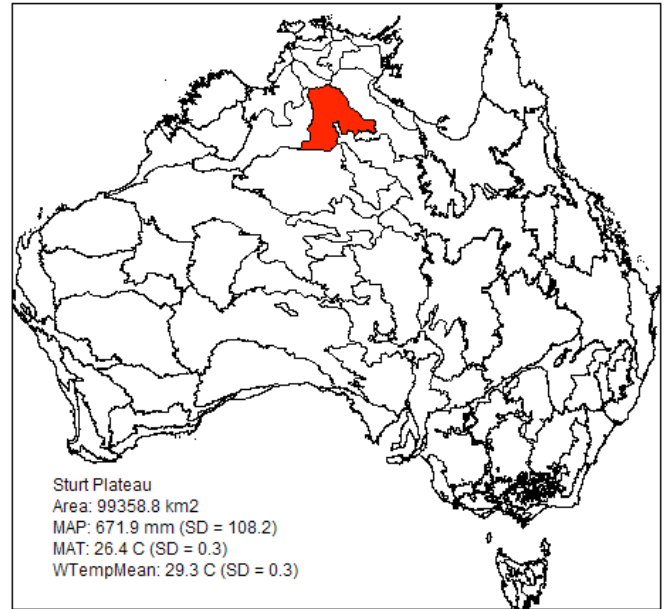 Sturt Plateau
Area: 99358.8 km2
MAP: 671.9 mm (SD = 108.2)
MAT: 26.4 C (SD = 0.3)
WTempMean: 29.3 C (SD = 0.3)